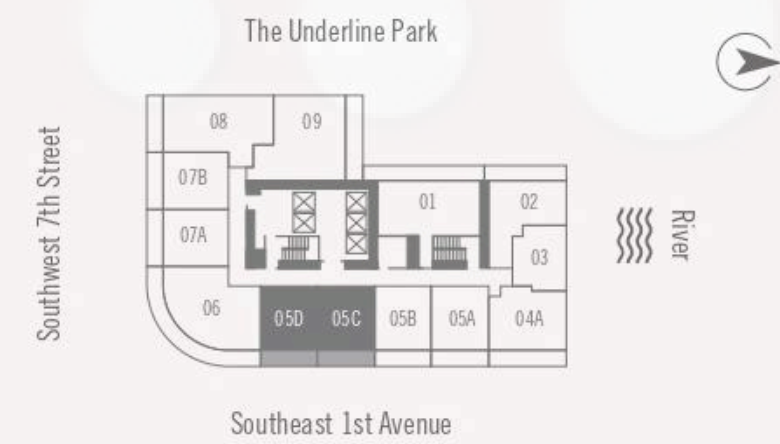 The Underline Park
Southwest 7th Street
08
09
07B
01
02
07A
03
River
06
05D
05C
05B
05A
04A
Southeast 1st Avenue